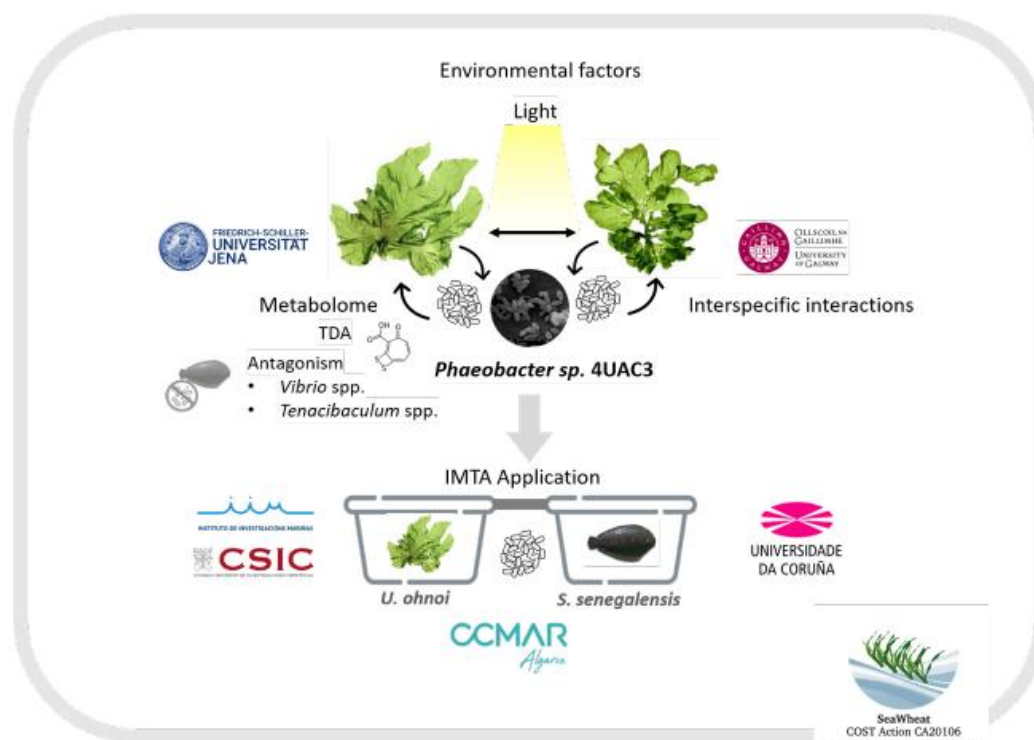 Environmental factors
Light
FRIEDRICH-SCHILLER-
UNIVERSITÄT
JENA
OLLSCOIL NA
GAILLIMHE
UNIVERSITY
OF GALWAY
Metabolome
Interspecific interactions
TDA
OH
O
O
S
S
Antagonism
Phaeobacter sp. 4UAC3
• Vibrio spp.
• Tenacibaculum spp.
IMTA Application
INSTITUTO DE INVESTIGACIÓNS MARIÑAS
CSIC
UNIVERSIDADE
DA CORUÑA
U. ohnoi
S. senegalensis
CCMAR
Algarve
SeaWheat
COST Action CA20106